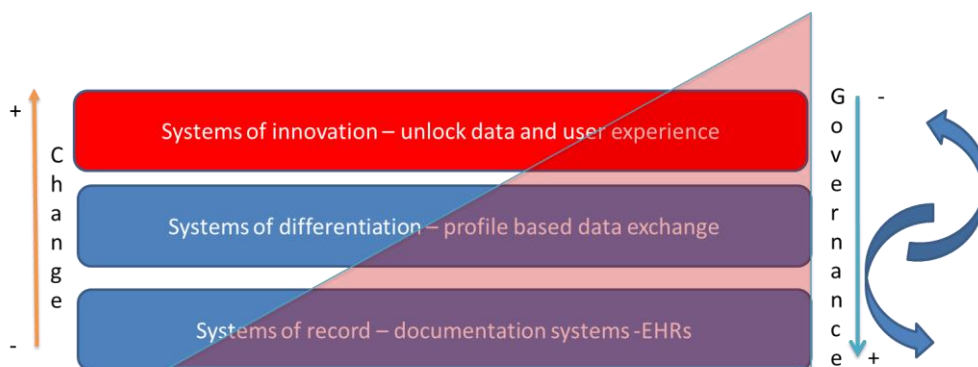 +
Change
-
Systems of innovation – unlock data and user experience
Systems of differentiation – profile based data exchange
Systems of record – documentation systems -EHRs
Governance
-
+